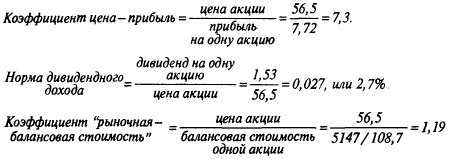 Коэффициент цена – прибыль = цена акции / прибыль на одну акцию = 56,5 / 7,72 = 7,3.
Норма дивидендного дохода = дивиденд на одну акцию / цена акции = 1,53 / 56,5 = 0,027, или 2,7%.
Коэффициент "рыночная – балансовая стоимость" = цена акции / балансовая стоимость одной акции = 56,5 / 5147 / 108,7 = 1,19